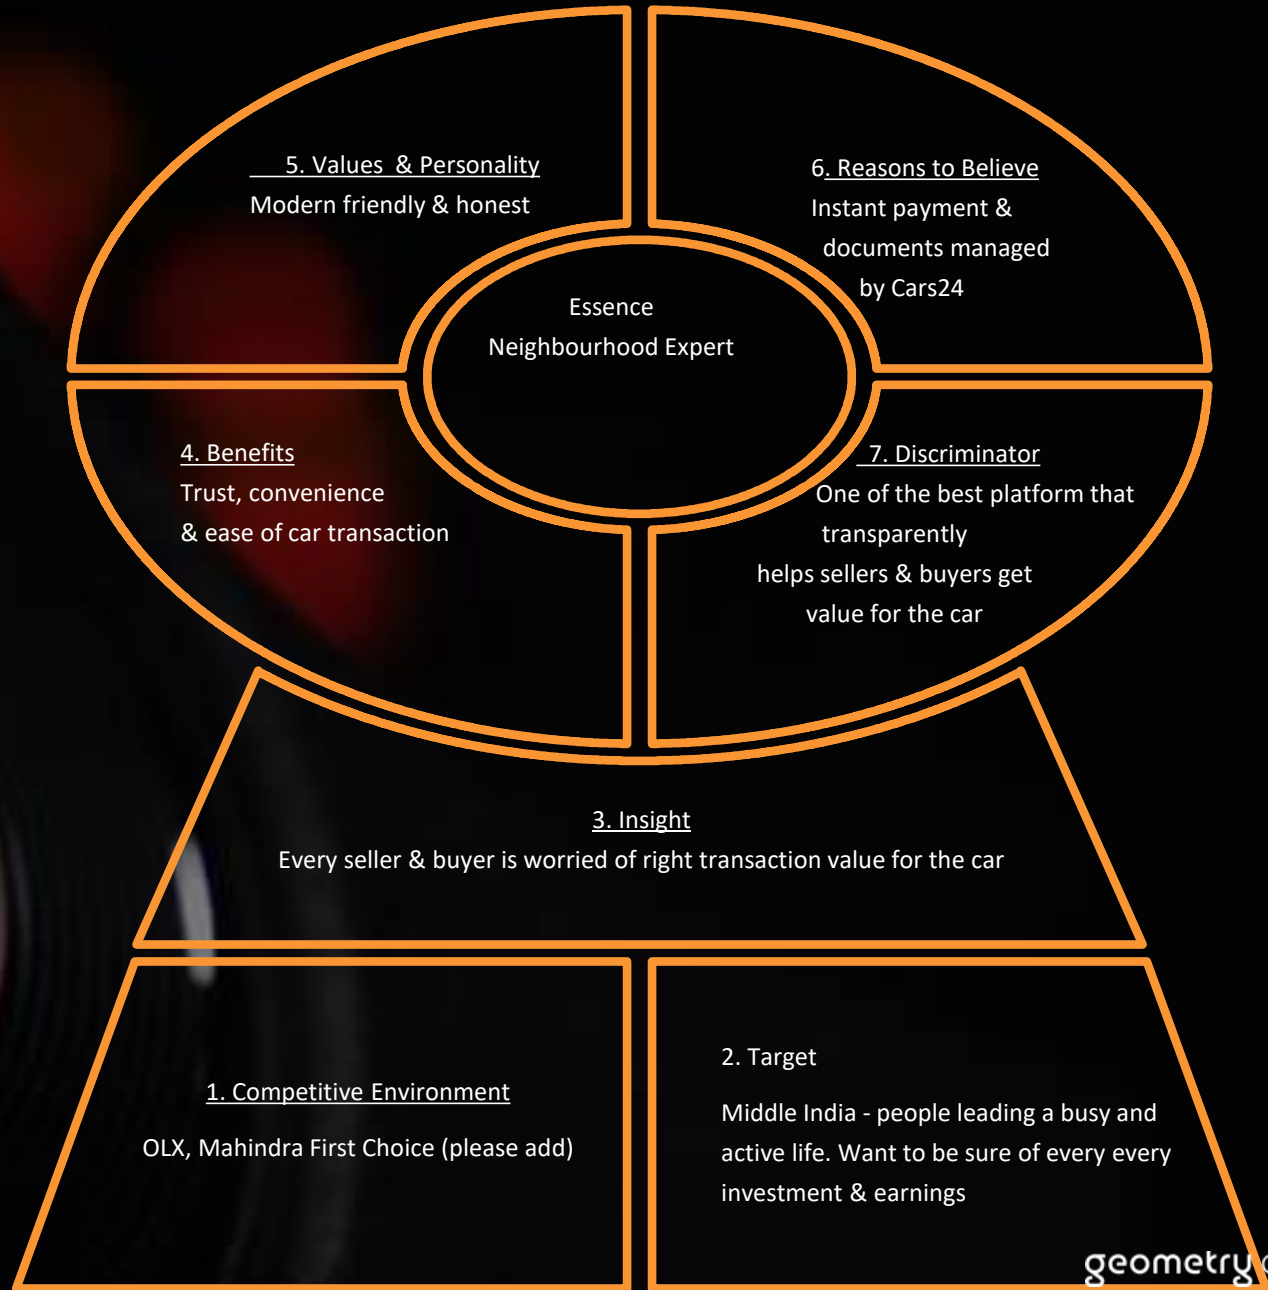 5. Values & Personality
Modern friendly & honest
6. Reasons to Believe
Instant payment &
documents managed
by Cars24
Essence
Neighbourhood Expert
4. Benefits
Trust, convenience
& ease of car transaction
7. Discriminator
One of the best platform that
transparently
helps sellers & buyers get
value for the car
3. Insight
Every seller & buyer is worried of right transaction value for the car
1. Competitive Environment
OLX, Mahindra First Choice (please add)
2. Target
Middle India - people leading a busy and
active life. Want to be sure of every every
investment & earnings
geometry